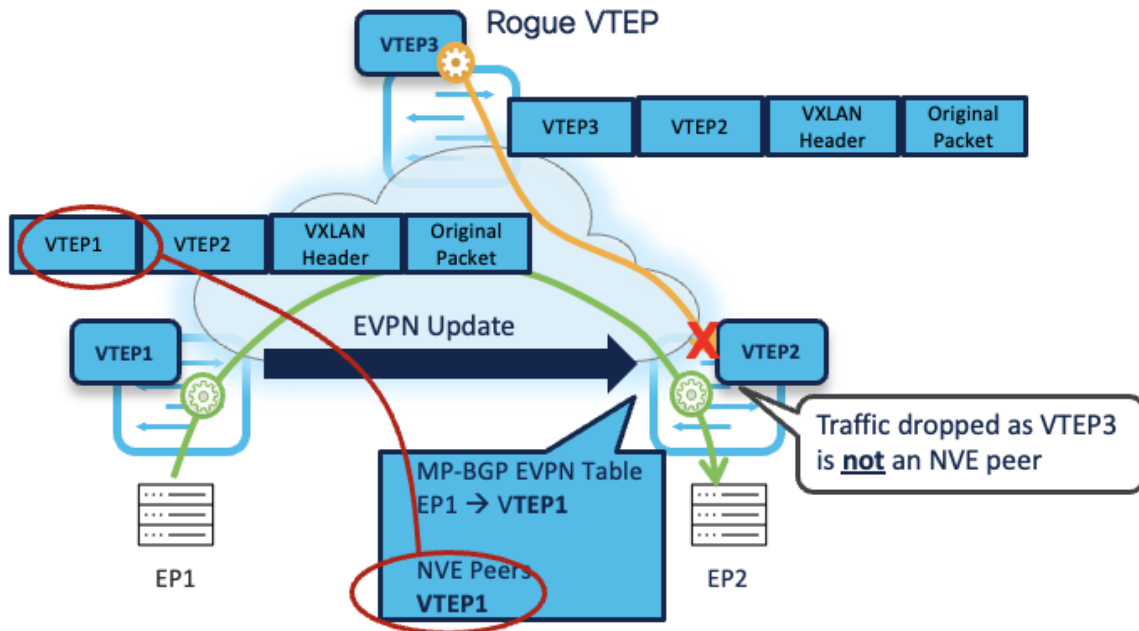 Rogue VTEP
VTEP3
VTEP3
VTEP2
VXLAN
Header
Original
Packet
VTEP1
VTEP2
VXLAN
Header
Original
Packet
EVPN Update
VTEP1
VTEP2
Traffic dropped as VTEP3
is not an NVE peer
MP-BGP EVPN Table
EP1 → VTEP1
NVE Peers
VTEP1
EP1
EP2